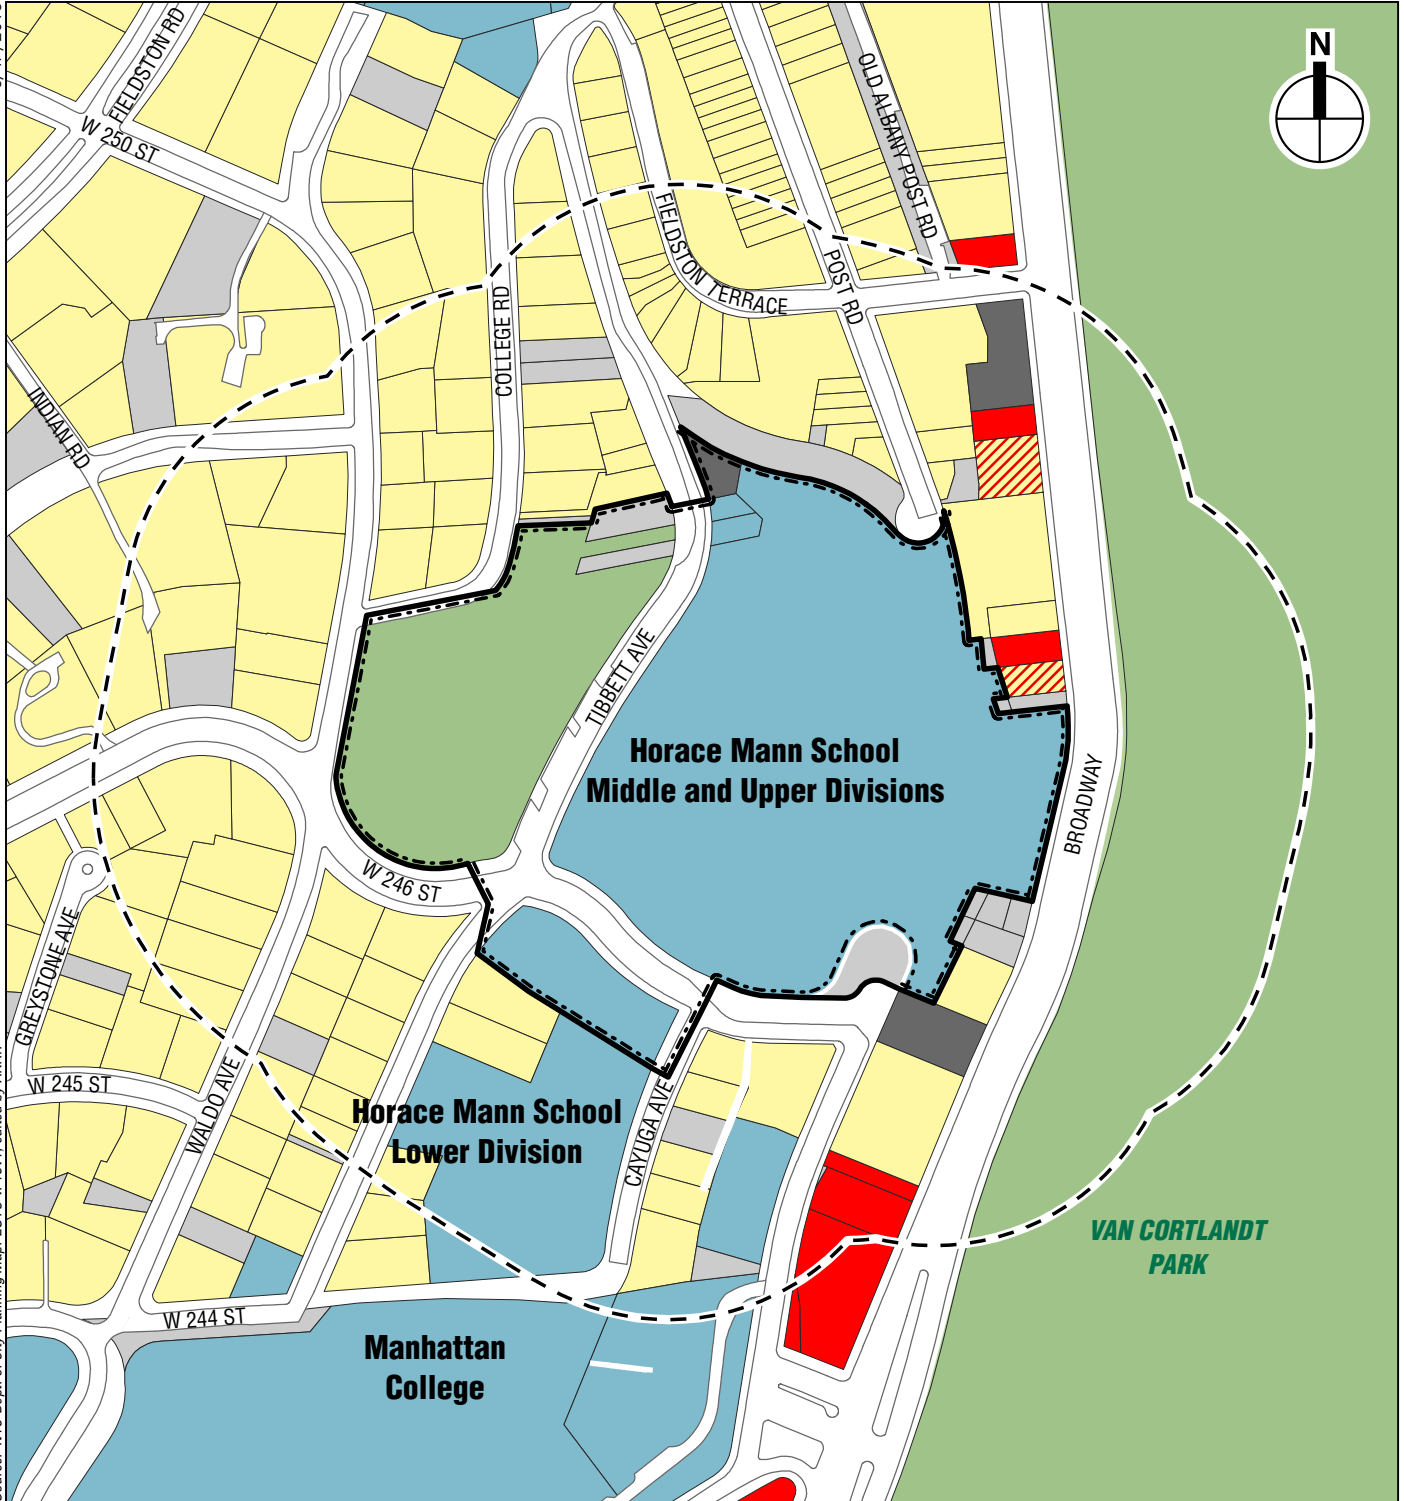 FIELDSTON RD
N
OLD ALBANY POST RD
W 250 ST
FIELDSTON TERRACE
POST RD
COLLEGE RD
INDIAN RD
TIBBETT AVE
Horace Mann School
Middle and Upper Divisions
BROADWAY
W 246 ST
GREYSTONE AVE
WALDO AVE
W 245 ST
Horace Mann School
Lower Division
CAYUGA AVE
VAN CORTLANDT
PARK
W 244 ST
Manhattan
College